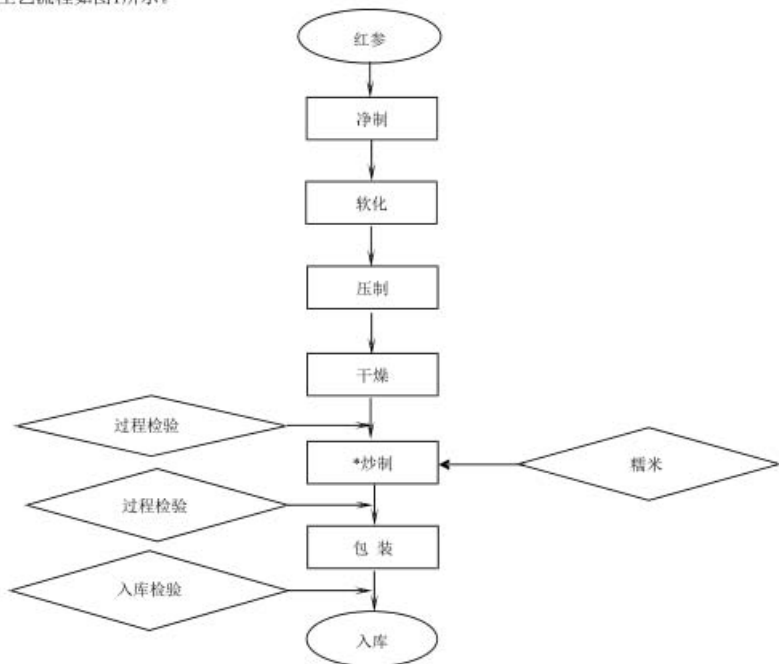 工艺流程如图1所示。
红参
净制
软化
压制
干燥
过程检验
*炒制
糯米
过程检验
包 装
入库检验
入库